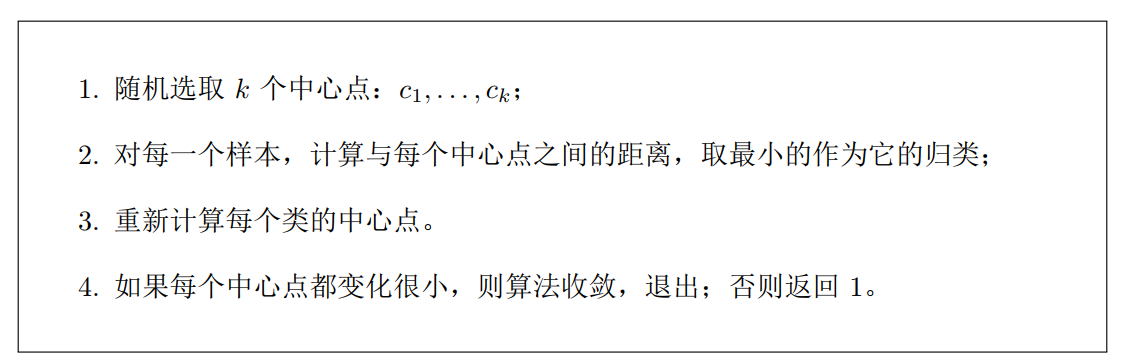 1. 随机选取 k 个中心点：c₁, . . . , cₖ；
2. 对每一个样本，计算与每个中心点之间的距离，取最小的作为它的归类；
3. 重新计算每个类的中心点。
4. 如果每个中心点都变化很小，则算法收敛，退出；否则返回 1。